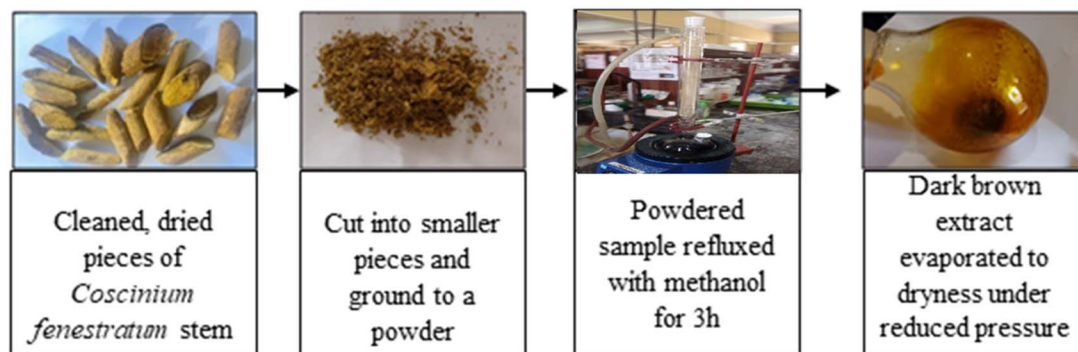 Cleaned, dried
pieces of
Coscinium
fenestratum stem
Cut into smaller
pieces and
ground to a
powder
Powdered
sample refluxed
with methanol
for 3h
Dark brown
extract
evaporated to
dryness under
reduced pressure